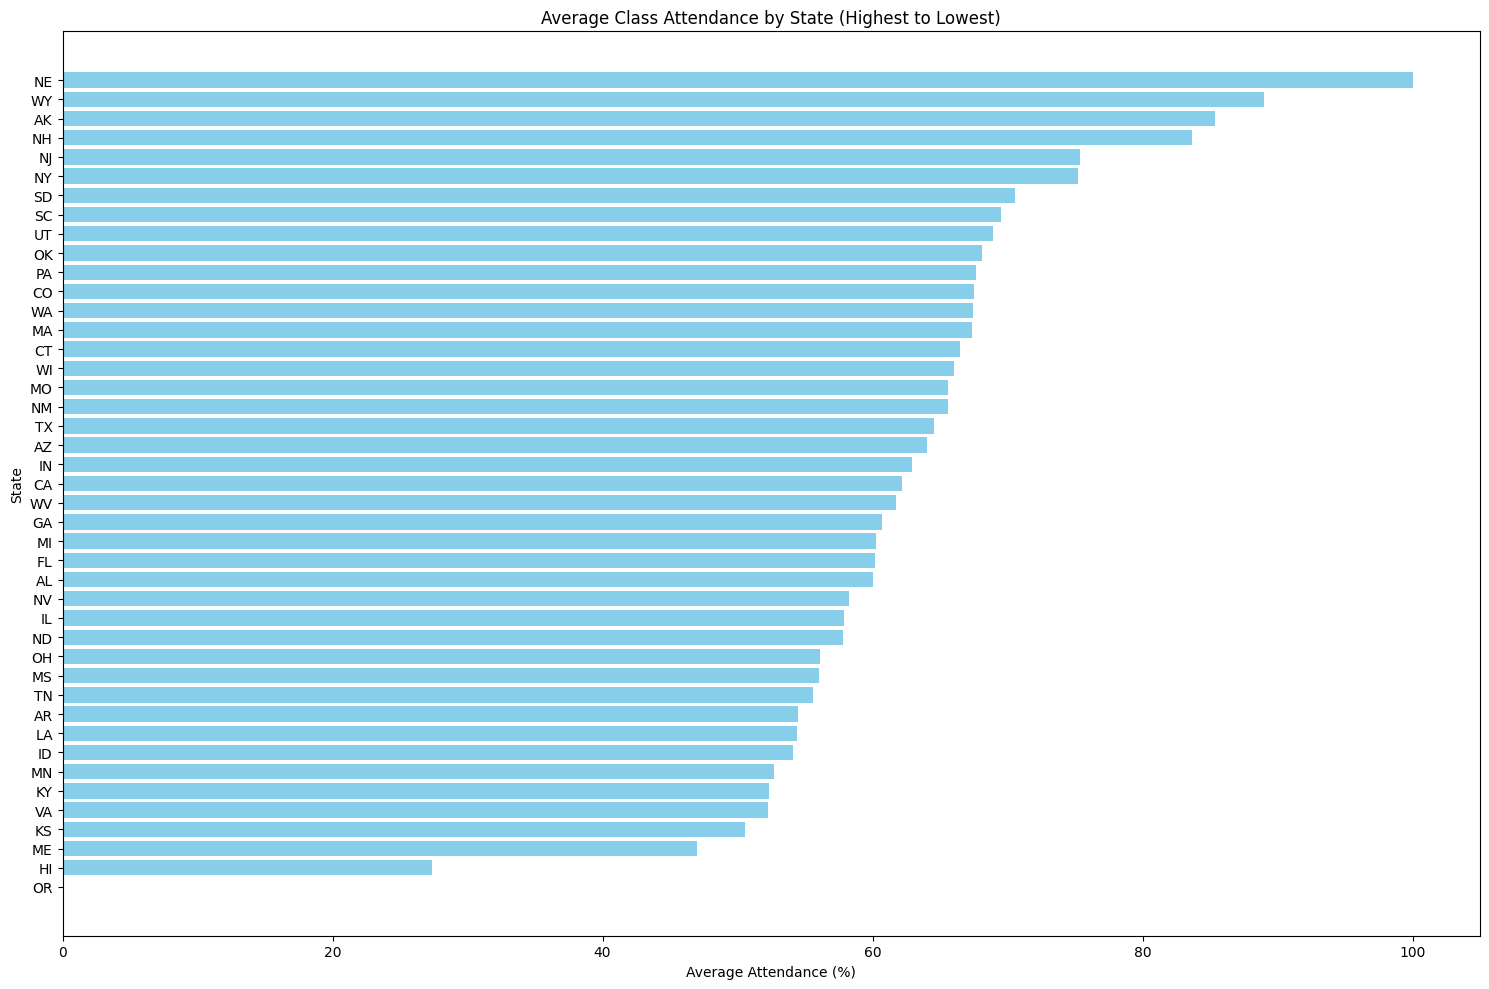 Average Class Attendance by State (Highest to Lowest)
NE
WY
AK
NH
NJ
NY
SD
SC
UT
OK
PA
CO
WA
MA
CT
WI
MO
NM
TX
AZ
IN
CA
WV
GA
MI
FL
AL
NV
IL
ND
OH
MS
TN
AR
LA
ID
MN
KY
VA
KS
ME
HI
OR
State
0 20 40 60 80 100
Average Attendance (%)